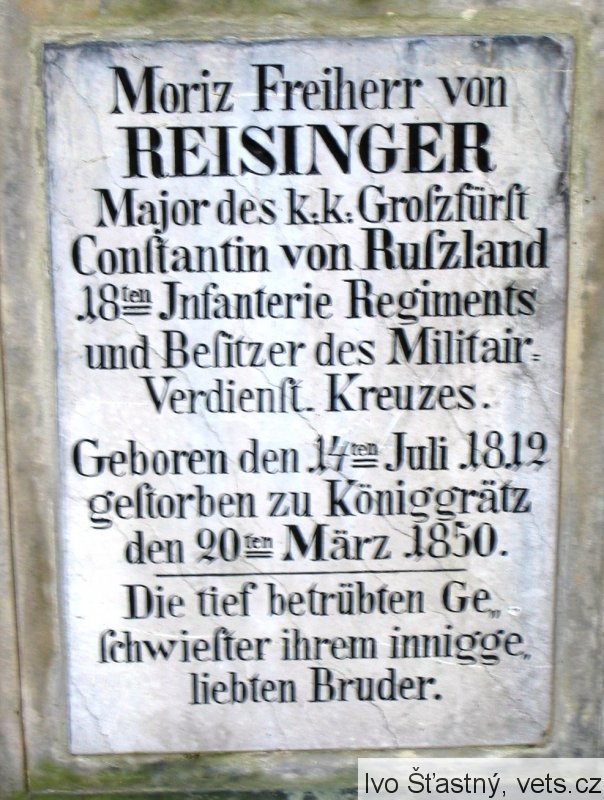 Moriz Freiherr von
REISINGER
Major des k.k. Groſzfürſt
Conſtantin von Ruſzland
18ten Jnfanterie Regiments
und Beſitzer des Militair-
Verdienſt. Kreuzes.
Geboren den 14ten Juli 1812
geſtorben zu Königgrätz
den 20ten März 1850.
Die tief betrübten Ge„
ſchwieſter ihrem innigge„
liebten Bruder.
Ivo Šťastný, vets.cz